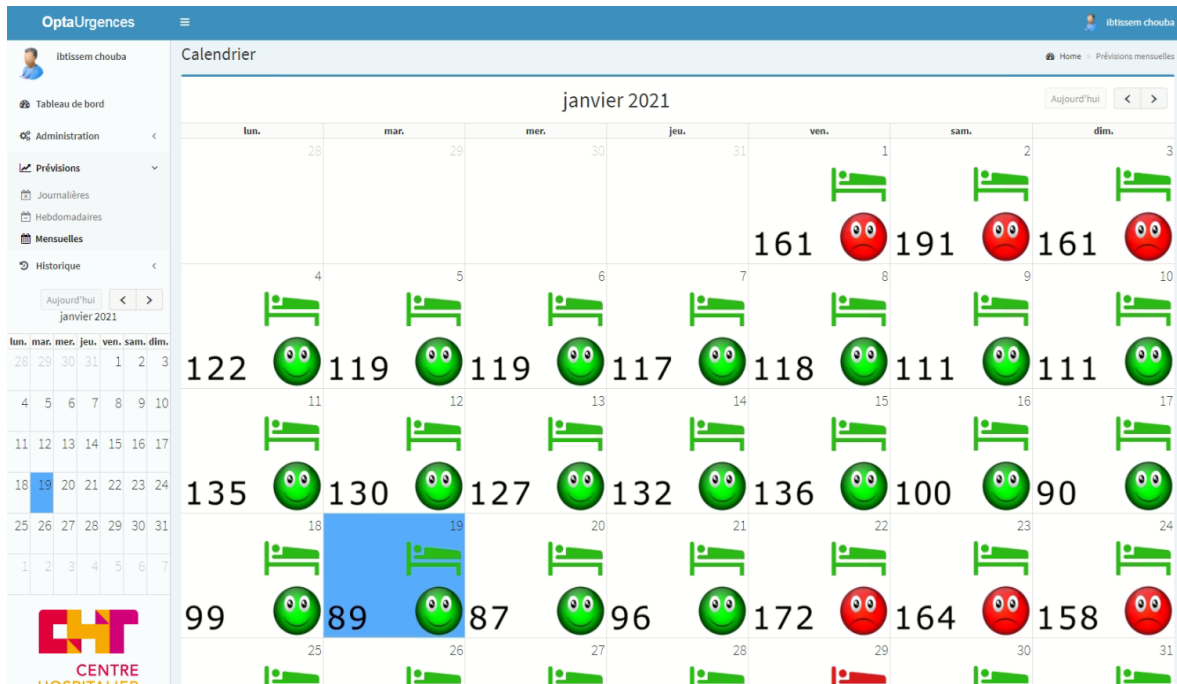 OptaUrgences
ibtissem chouba
ibtissem chouba
Calendrier
Home > Prévisions mensuelles
Tableau de bord
Administration
Prévisions
Journalières
Hebdomadaires
Mensuelles
Historique
Aujourd'hui
janvier 2021
lun. mar. mer. jeu. ven. sam. dim.
28 29 30 31 1 2 3
4 5 6 7 8 9 10
11 12 13 14 15 16 17
18 19 20 21 22 23 24
25 26 27 28 29 30 31
1 2 3 4 5 6 7
CHT
CENTRE
HOSPITALIER
janvier 2021
Aujourd'hui
lun. mar. mer. jeu. ven. sam. dim.
28 29 30 31 1 2 3
161 191 161
4 5 6 7 8 9 10
122 119 119 117 118 111 111
11 12 13 14 15 16 17
135 130 127 132 136 100 90
18 19 20 21 22 23 24
99 89 87 96 172 164 158
25 26 27 28 29 30 31